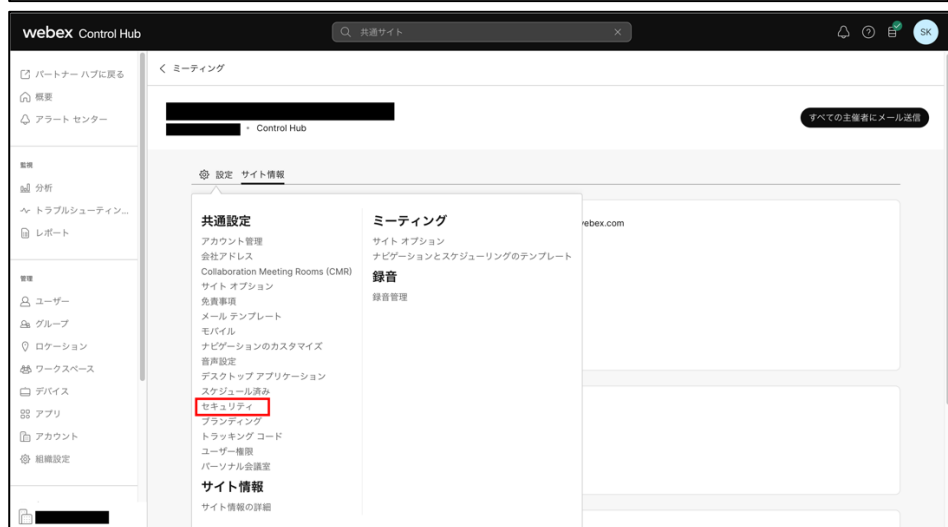 webex Control Hub
共通サイト
SK
パートナー ハブに戻る
概要
アラート センター
監視
分析
トラブルシューティン...
レポート
管理
ユーザー
グループ
ロケーション
ワークスペース
デバイス
アプリ
アカウント
組織設定
ミーティング
• Control Hub
すべての主催者にメール送信
設定 サイト情報
共通設定
アカウント管理
会社アドレス
Collaboration Meeting Rooms (CMR)
サイト オプション
免責事項
メール テンプレート
モバイル
ナビゲーションのカスタマイズ
音声設定
デスクトップ アプリケーション
スケジュール済み
セキュリティ
ブランディング
トラッキング コード
ユーザー権限
パーソナル会議室
サイト情報
サイト情報の詳細
ミーティング
サイト オプション
ナビゲーションとスケジューリングのテンプレート
録音
録音管理
vebex.com